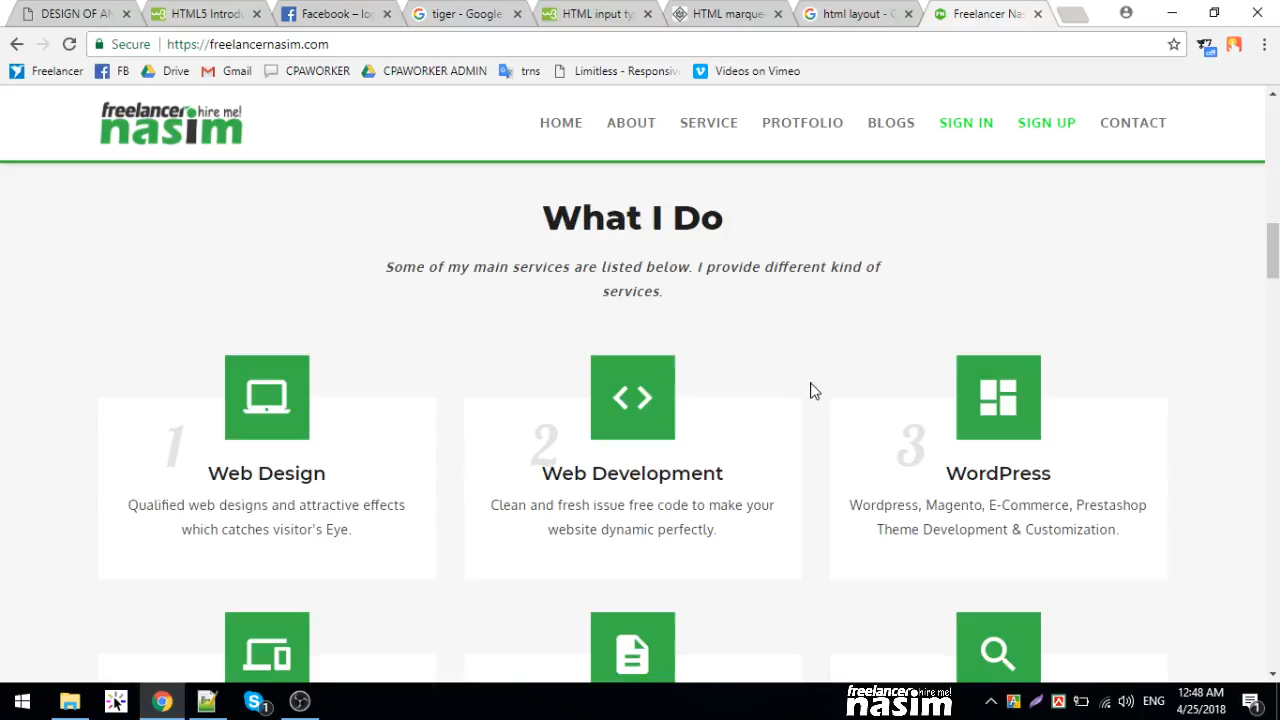 DESIGN OF AN
HTML5 Introd
Facebook – log
tiger - Google
HTML input ty
HTML marque
html layout - G
Freelancer Nas
Secure
https://freelancernasim.com
Freelancer
FB
Drive
Gmail
CPAWORKER
CPAWORKER ADMIN
trns
Limitless - Responsiv
Videos on Vimeo
freelancer hire me!
nasim
HOME
ABOUT
SERVICE
PROTFOLIO
BLOGS
SIGN IN
SIGN UP
CONTACT
What I Do
Some of my main services are listed below. I provide different kind of
services.
1
Web Design
Qualified web designs and attractive effects
which catches visitor's Eye.
2
Web Development
Clean and fresh issue free code to make your
website dynamic perfectly.
3
WordPress
Wordpress, Magento, E-Commerce, Prestashop
Theme Development & Customization.
freelancer hire me!
nasim
ENG
12:48 AM
4/25/2018